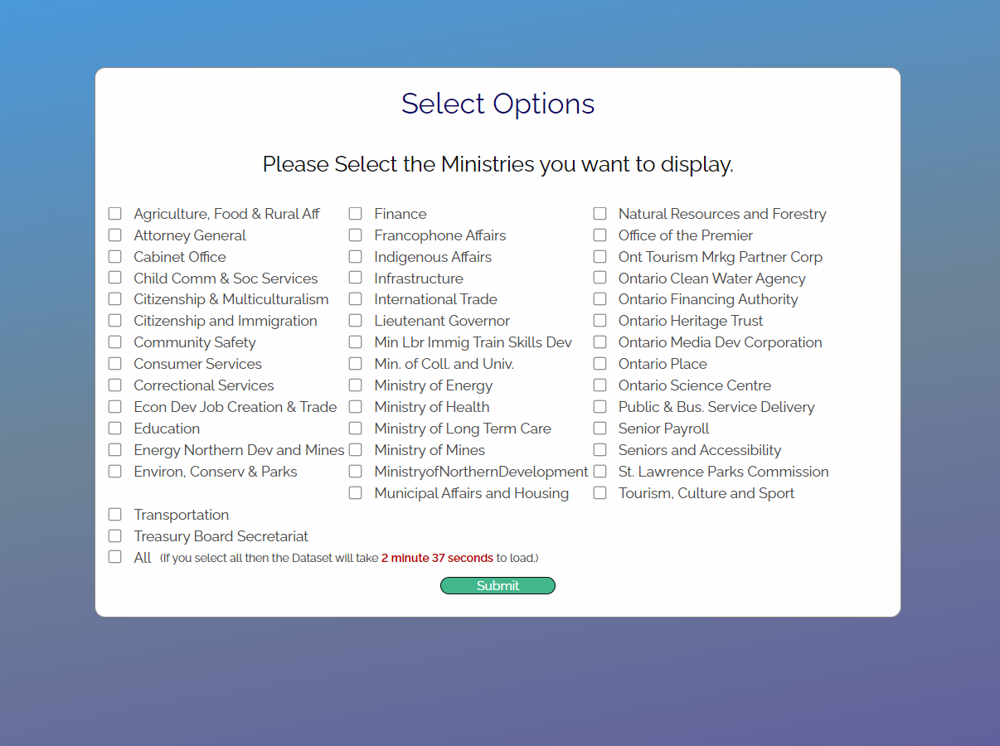 Select Options
Please Select the Ministries you want to display.
Agriculture, Food & Rural Aff
Attorney General
Cabinet Office
Child Comm & Soc Services
Citizenship & Multiculturalism
Citizenship and Immigration
Community Safety
Consumer Services
Correctional Services
Econ Dev Job Creation & Trade
Education
Energy Northern Dev and Mines
Environ, Conserv & Parks
Finance
Francophone Affairs
Indigenous Affairs
Infrastructure
International Trade
Lieutenant Governor
Min Lbr Immig Train Skills Dev
Min. of Coll. and Univ.
Ministry of Energy
Ministry of Health
Ministry of Long Term Care
Ministry of Mines
MinistryofNorthernDevelopment
Municipal Affairs and Housing
Natural Resources and Forestry
Office of the Premier
Ont Tourism Mrkg Partner Corp
Ontario Clean Water Agency
Ontario Financing Authority
Ontario Heritage Trust
Ontario Media Dev Corporation
Ontario Place
Ontario Science Centre
Public & Bus. Service Delivery
Senior Payroll
Seniors and Accessibility
St. Lawrence Parks Commission
Tourism, Culture and Sport
Transportation
Treasury Board Secretariat
All (If you select all then the Dataset will take 2 minute 37 seconds to load.)
Submit